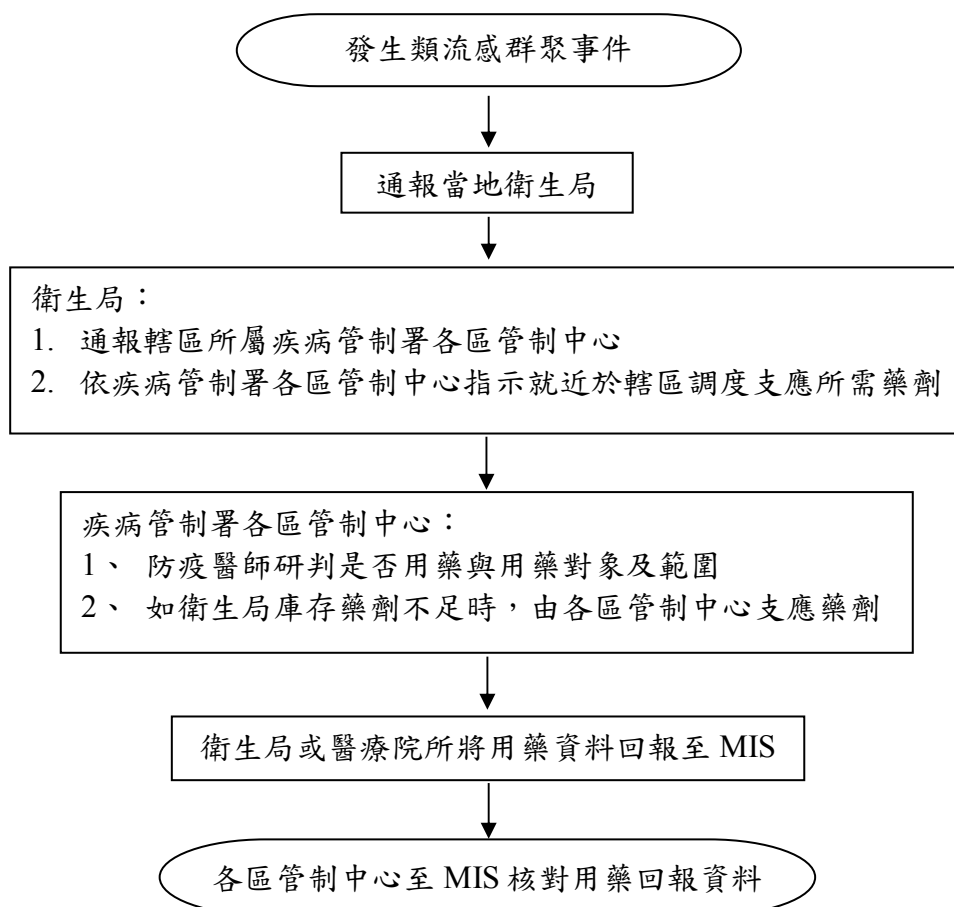 發生類流感群聚事件
通報當地衛生局
衛生局：
1. 通報轄區所屬疾病管制署各區管制中心
2. 依疾病管制署各區管制中心指示就近於轄區調度支應所需藥劑
疾病管制署各區管制中心：
1、 防疫醫師研判是否用藥與用藥對象及範圍
2、 如衛生局庫存藥劑不足時，由各區管制中心支應藥劑
衛生局或醫療院所將用藥資料回報至 MIS
各區管制中心至 MIS 核對用藥回報資料